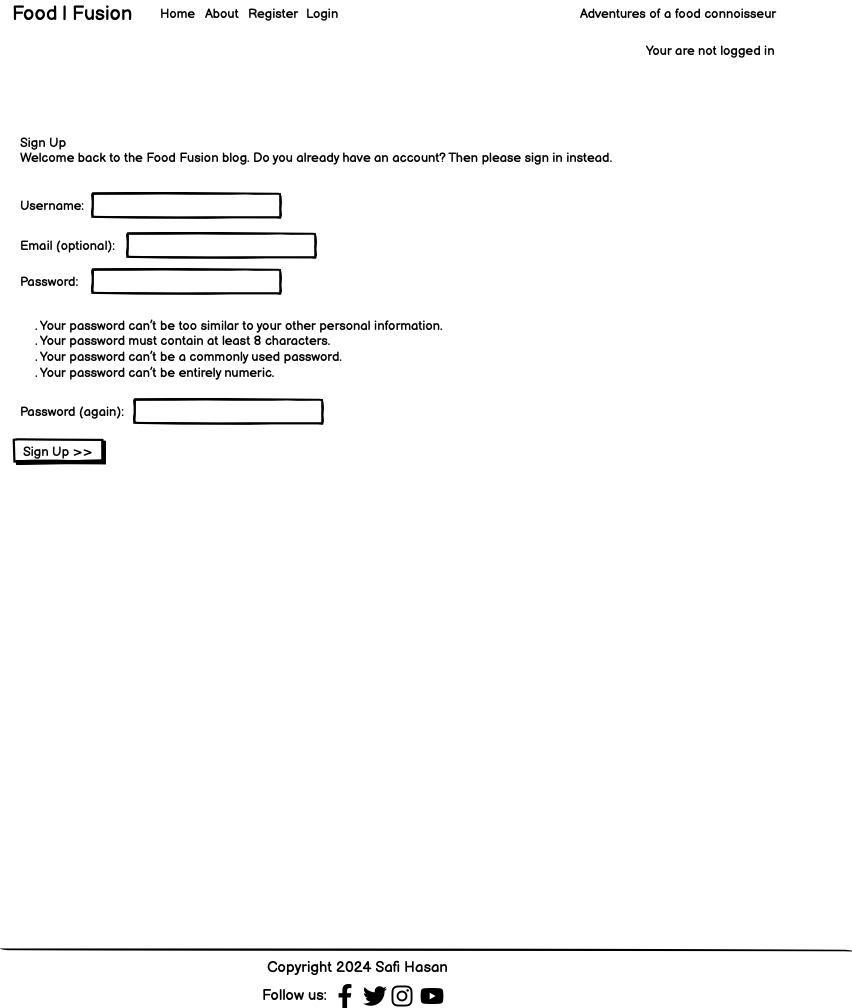 Food | Fusion Home About Register Login Adventures of a food connoisseur
Your are not logged in
Sign Up
Welcome back to the Food Fusion blog. Do you already have an account? Then please sign in instead.
Username:
Email (optional):
Password:
. Your password can't be too similar to your other personal information.
. Your password must contain at least 8 characters.
. Your password can't be a commonly used password.
. Your password can't be entirely numeric.
Password (again):
Sign Up >>
Copyright 2024 Safi Hasan
Follow us: